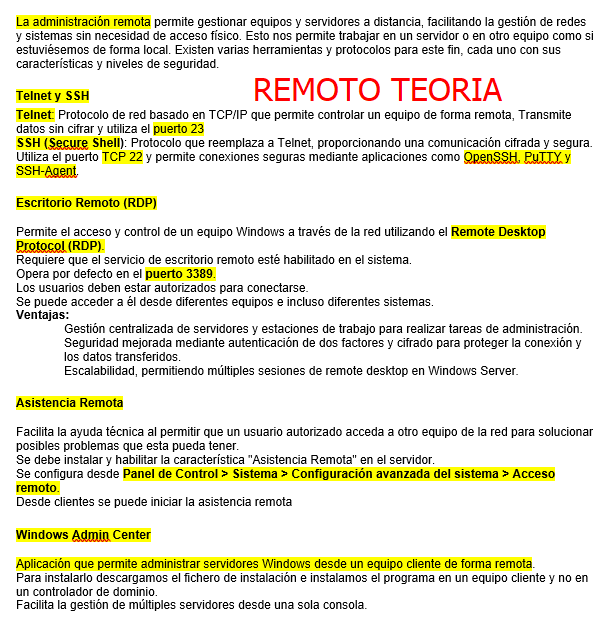 La administración remota permite gestionar equipos y servidores a distancia, facilitando la gestión de redes
y sistemas sin necesidad de acceso físico. Esto nos permite trabajar en un servidor o en otro equipo como si
estuviésemos de forma local. Existen varias herramientas y protocolos para este fin, cada uno con sus
características y niveles de seguridad.
REMOTO TEORIA
Telnet y SSH
Telnet: Protocolo de red basado en TCP/IP que permite controlar un equipo de forma remota, Transmite
datos sin cifrar y utiliza el puerto 23
SSH (Secure Shell): Protocolo que reemplaza a Telnet, proporcionando una comunicación cifrada y segura.
Utiliza el puerto TCP 22 y permite conexiones seguras mediante aplicaciones como OpenSSH, PuTTY y
SSH-Agent.
Escritorio Remoto (RDP)
Permite el acceso y control de un equipo Windows a través de la red utilizando el Remote Desktop
Protocol (RDP).
Requiere que el servicio de escritorio remoto esté habilitado en el sistema.
Opera por defecto en el puerto 3389.
Los usuarios deben estar autorizados para conectarse.
Se puede acceder a él desde diferentes equipos e incluso diferentes sistemas.
Ventajas:
Gestión centralizada de servidores y estaciones de trabajo para realizar tareas de administración.
Seguridad mejorada mediante autenticación de dos factores y cifrado para proteger la conexión y
los datos transferidos.
Escalabilidad, permitiendo múltiples sesiones de remote desktop en Windows Server.
Asistencia Remota
Facilita la ayuda técnica al permitir que un usuario autorizado acceda a otro equipo de la red para solucionar
posibles problemas que esta pueda tener.
Se debe instalar y habilitar la característica "Asistencia Remota" en el servidor.
Se configura desde Panel de Control > Sistema > Configuración avanzada del sistema > Acceso
remoto.
Desde clientes se puede iniciar la asistencia remota
Windows Admin Center
Aplicación que permite administrar servidores Windows desde un equipo cliente de forma remota.
Para instalarlo descargamos el fichero de instalación e instalamos el programa en un equipo cliente y no en
un controlador de dominio.
Facilita la gestión de múltiples servidores desde una sola consola.